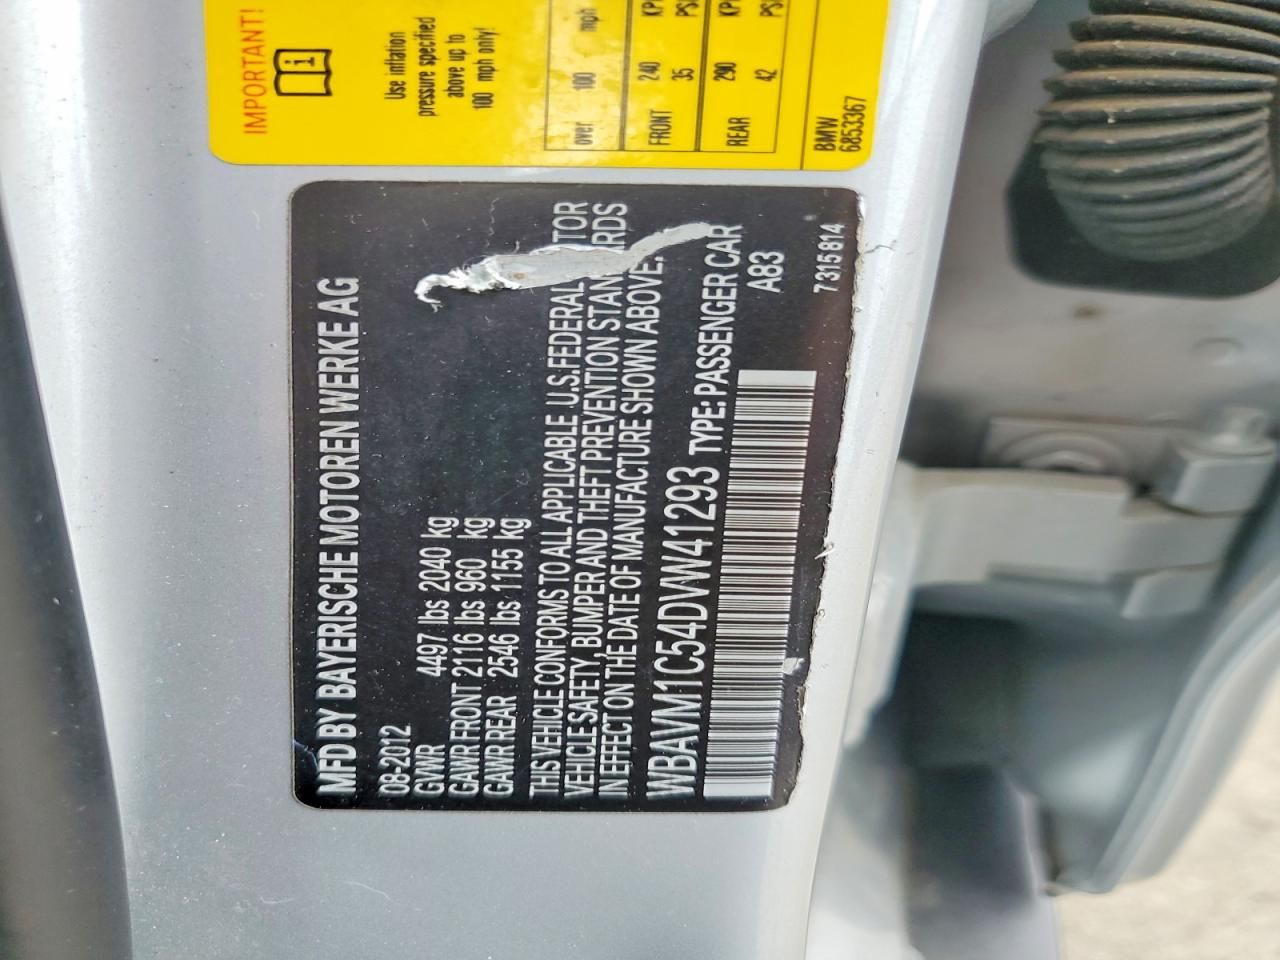 IMPORTANT!
i
Use inflation
pressure specified
above up to
100 mph only!
over 100 mph
FRONT 240
35
REAR 290
42
BMW
6853367
MFD BY BAYERISCHE MOTOREN WERKE AG
08-2012
GVWR 4497 lbs 2040 kg
GAWR FRONT 2116 lbs 960 kg
GAWR REAR 2546 lbs 1155 kg
THIS VEHICLE CONFORMS TO ALL APPLICABLE U.S. FEDERAL
VEHICLE SAFETY, BUMPER AND THEFT PREVENTION
IN EFFECT ON THE DATE OF MANUFACTURE SHOWN ABOVE.
WBAVM1C54DVW41293 TYPE: PASSENGER CAR
A83
7 315 814